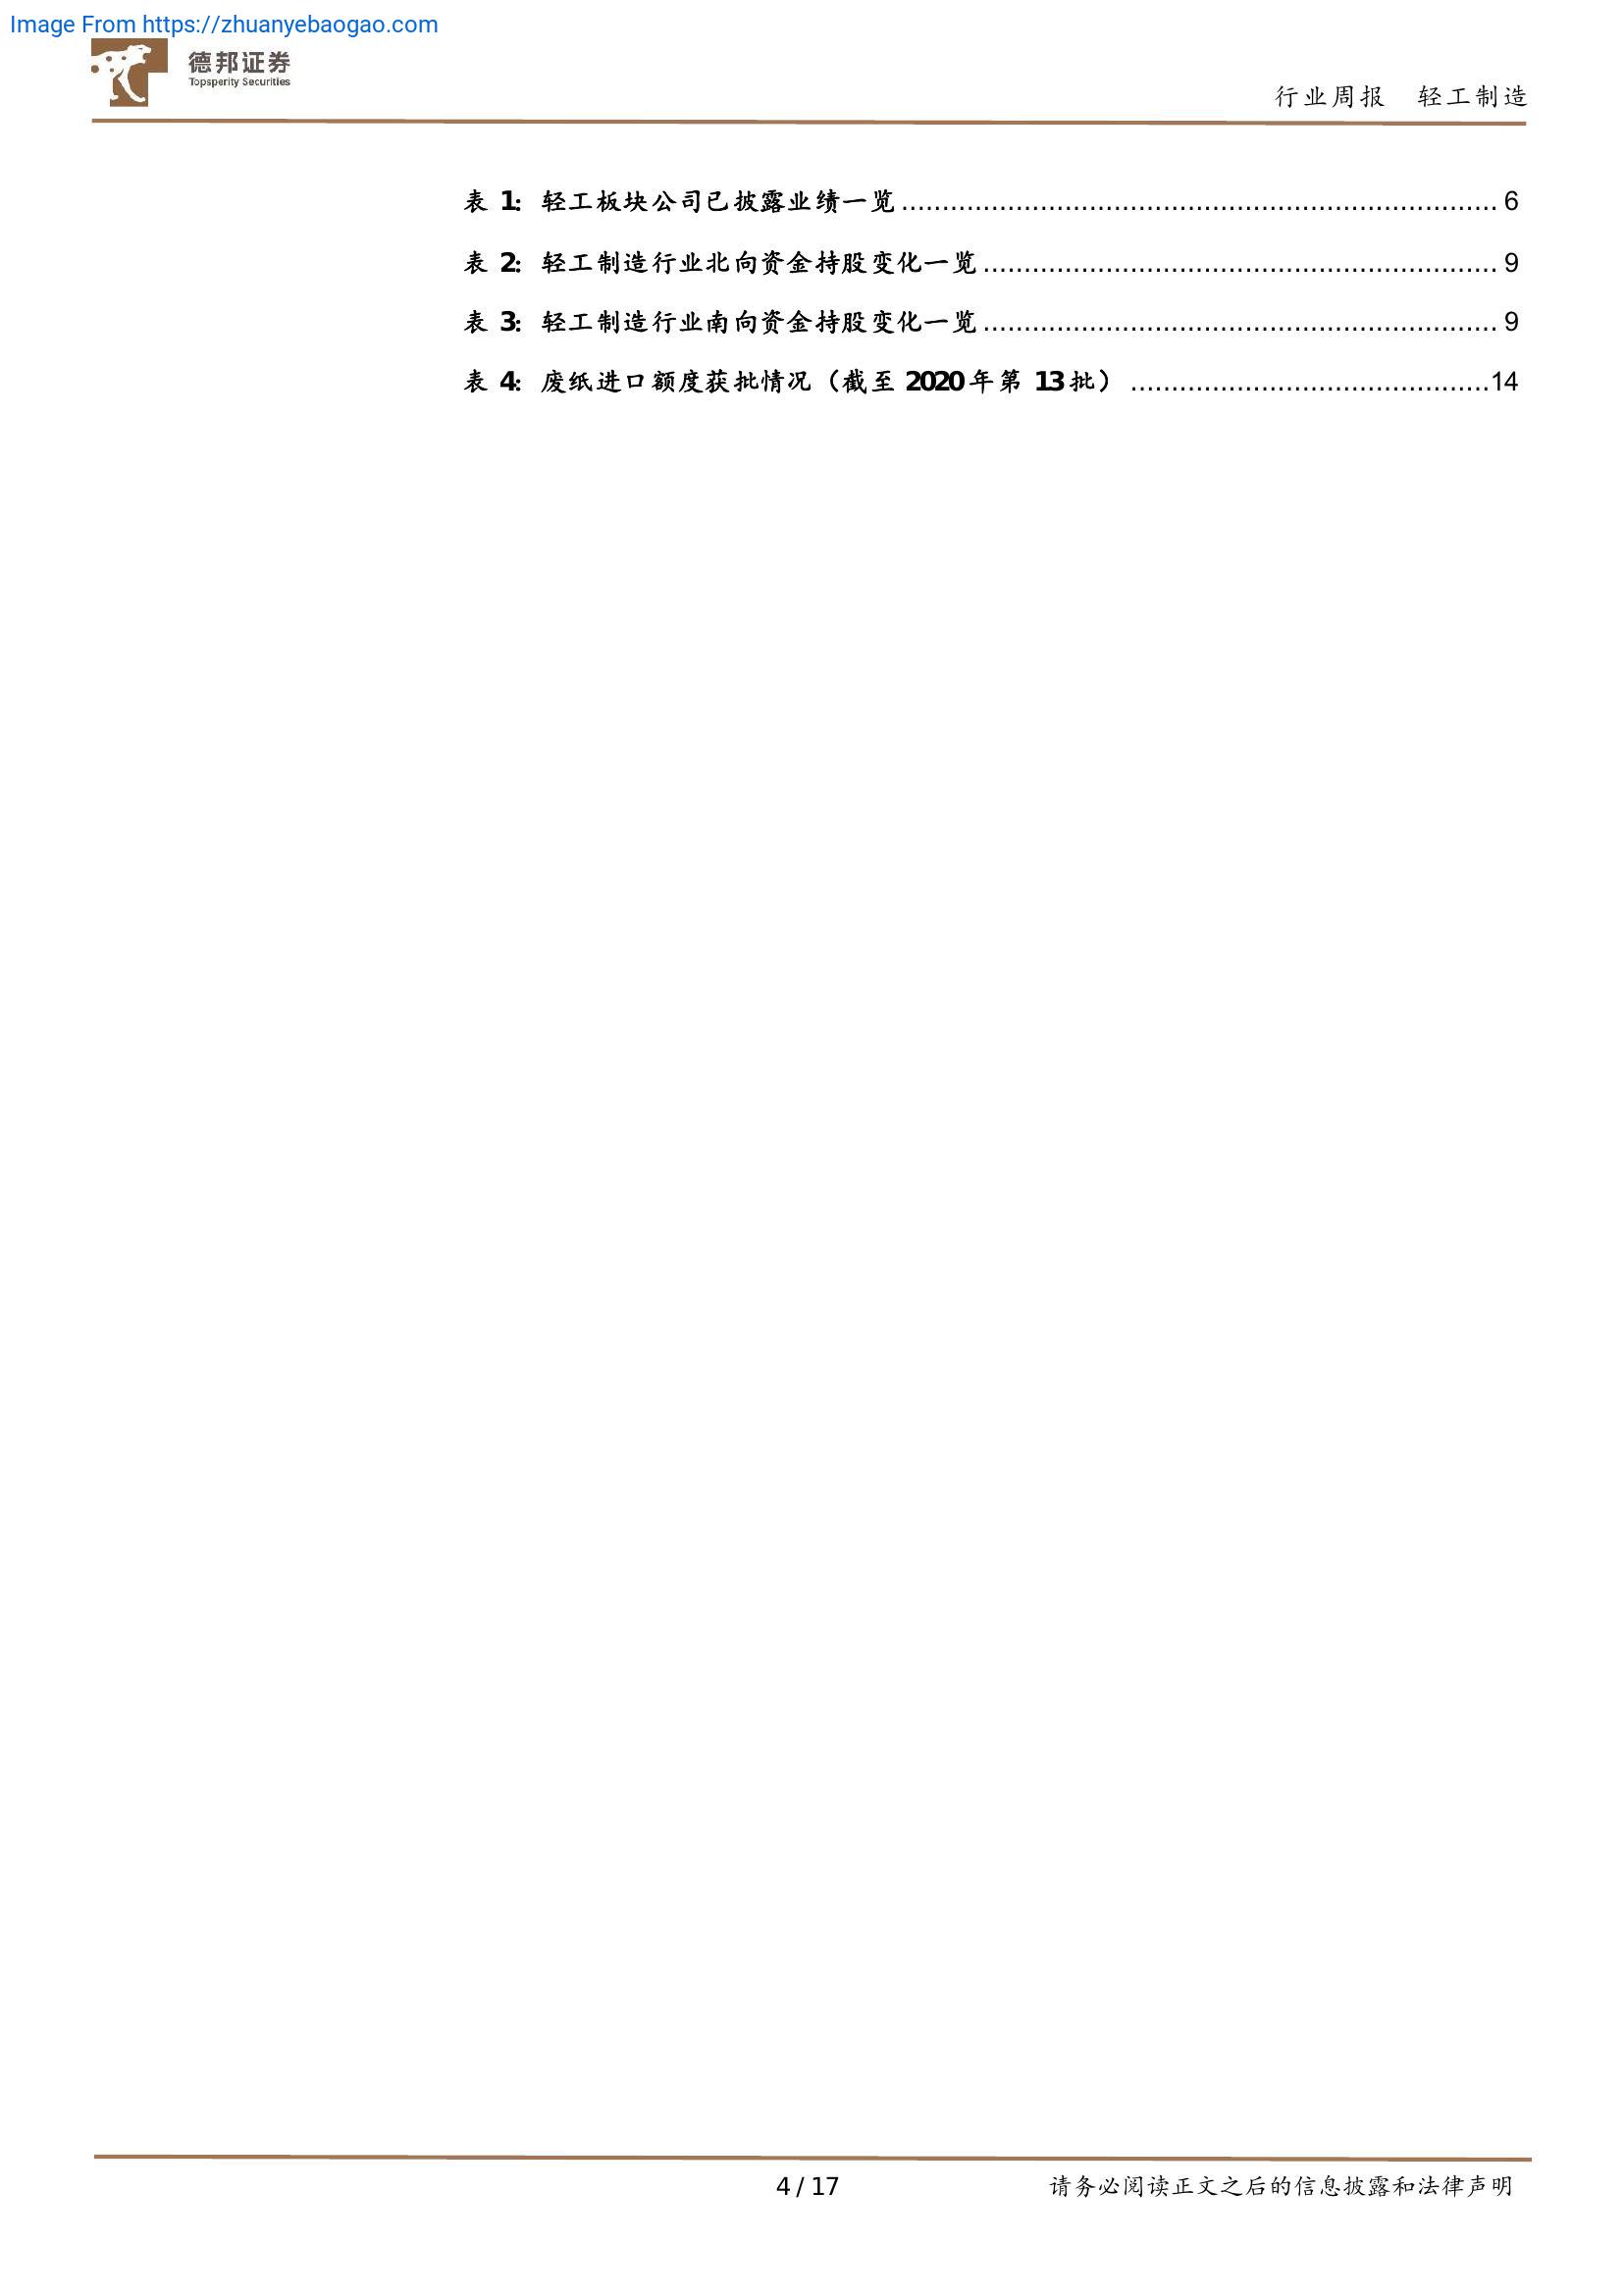 Image From https://zhuanyebaogao.com
德邦证券
Topsperity Securities
行业周报 轻工制造
表 1: 轻工板块公司已披露业绩一览 ........................................................................ 6
表 2: 轻工制造行业北向资金持股变化一览 .............................................................. 9
表 3: 轻工制造行业南向资金持股变化一览 .............................................................. 9
表 4: 废纸进口额度获批情况（截至 2020 年第 13 批） ...........................................14
4 / 17
请务必阅读正文之后的信息披露和法律声明